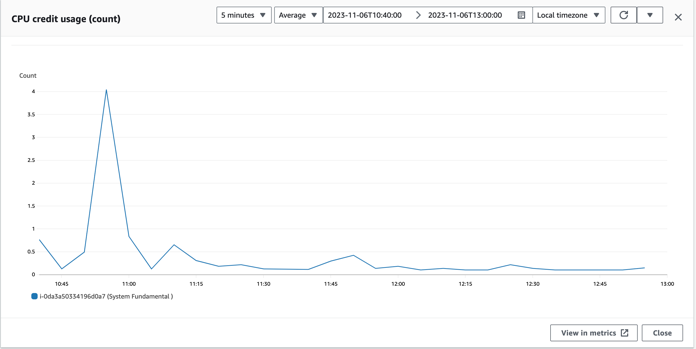 CPU credit usage (count)
5 minutes
Average
2023-11-06T10:40:00
2023-11-06T13:00:00
Local timezone
Count
4
3.5
3
2.5
2
1.5
1
0.5
0
10:45
11:00
11:15
11:30
11:45
12:00
12:15
12:30
12:45
13:00
i-0da3a50334196d0a7 (System Fundamental )
View in metrics
Close